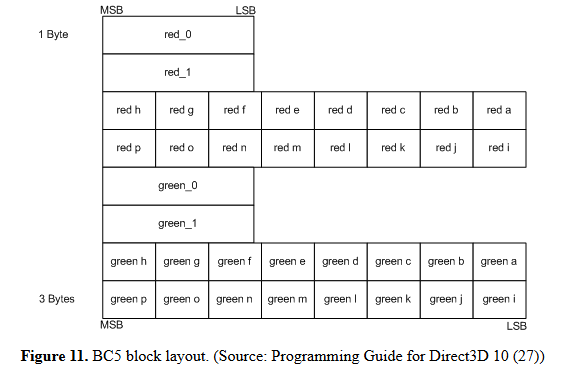 MSB LSB
1 Byte red_0
red_1
red h red g red f red e red d red c red b red a
red p red o red n red m red l red k red j red i
green_0
green_1
green h green g green f green e green d green c green b green a
3 Bytes green p green o green n green m green l green k green j green i
MSB LSB
Figure 11. BC5 block layout. (Source: Programming Guide for Direct3D 10 (27))